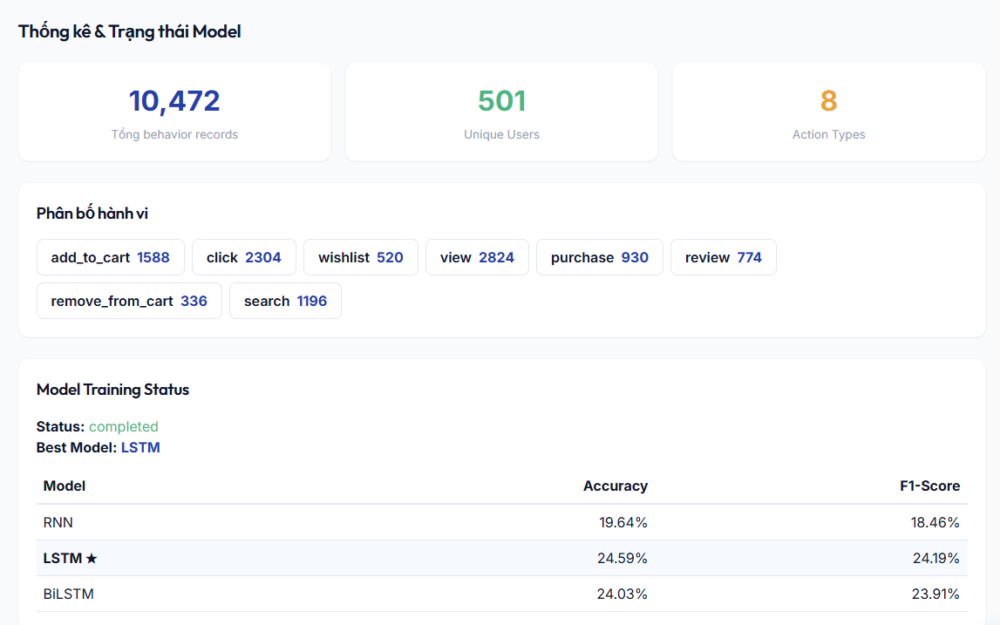 Thống kê & Trạng thái Model
10,472
Tổng behavior records
501
Unique Users
8
Action Types
Phân bố hành vi
add_to_cart 1588
click 2304
wishlist 520
view 2824
purchase 930
review 774
remove_from_cart 336
search 1196
Model Training Status
Status: completed
Best Model: LSTM
Model Accuracy F1-Score
RNN 19.64% 18.46%
LSTM ★ 24.59% 24.19%
BiLSTM 24.03% 23.91%